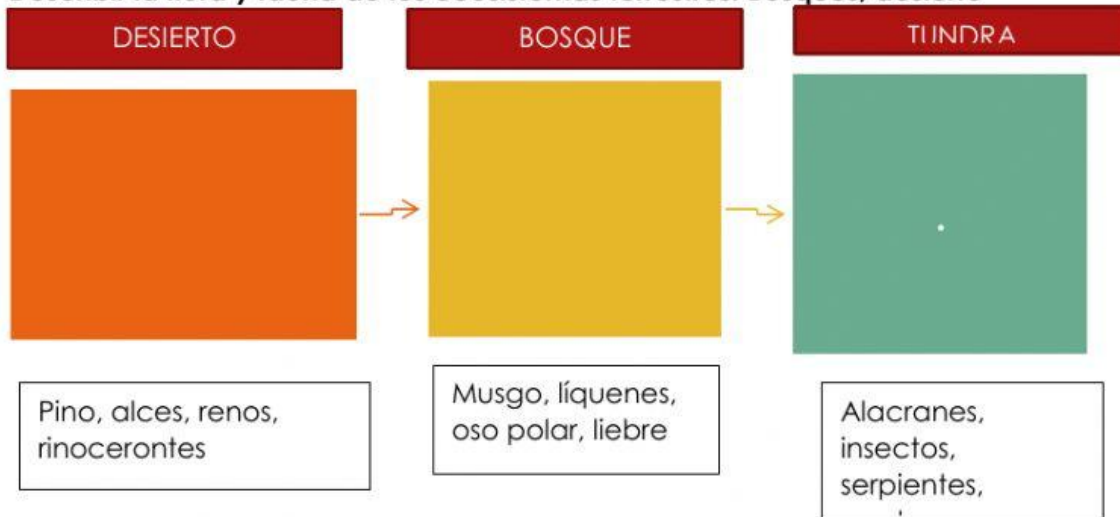 DESIERTO
BOSQUE
TUNDRA
Pino, alces, renos,
rinocerontes
Musgo, líquenes,
oso polar, liebre
Alacranes,
insectos,
serpientes,